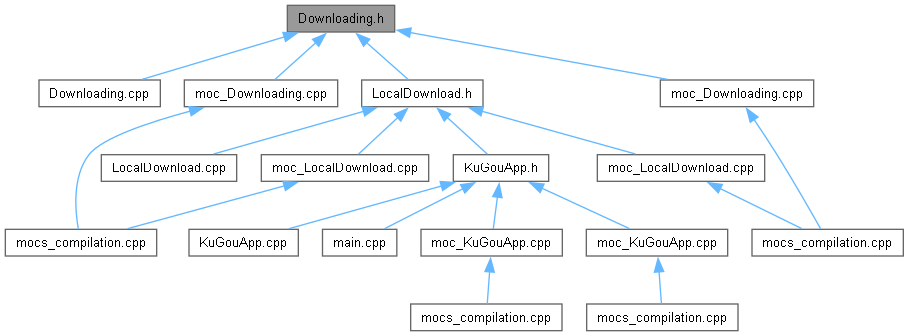 Downloading.h
Downloading.cpp
moc_Downloading.cpp
LocalDownload.h
moc_Downloading.cpp
LocalDownload.cpp
moc_LocalDownload.cpp
KuGouApp.h
moc_LocalDownload.cpp
mocs_compilation.cpp
KuGouApp.cpp
main.cpp
moc_KuGouApp.cpp
moc_KuGouApp.cpp
mocs_compilation.cpp
mocs_compilation.cpp
mocs_compilation.cpp